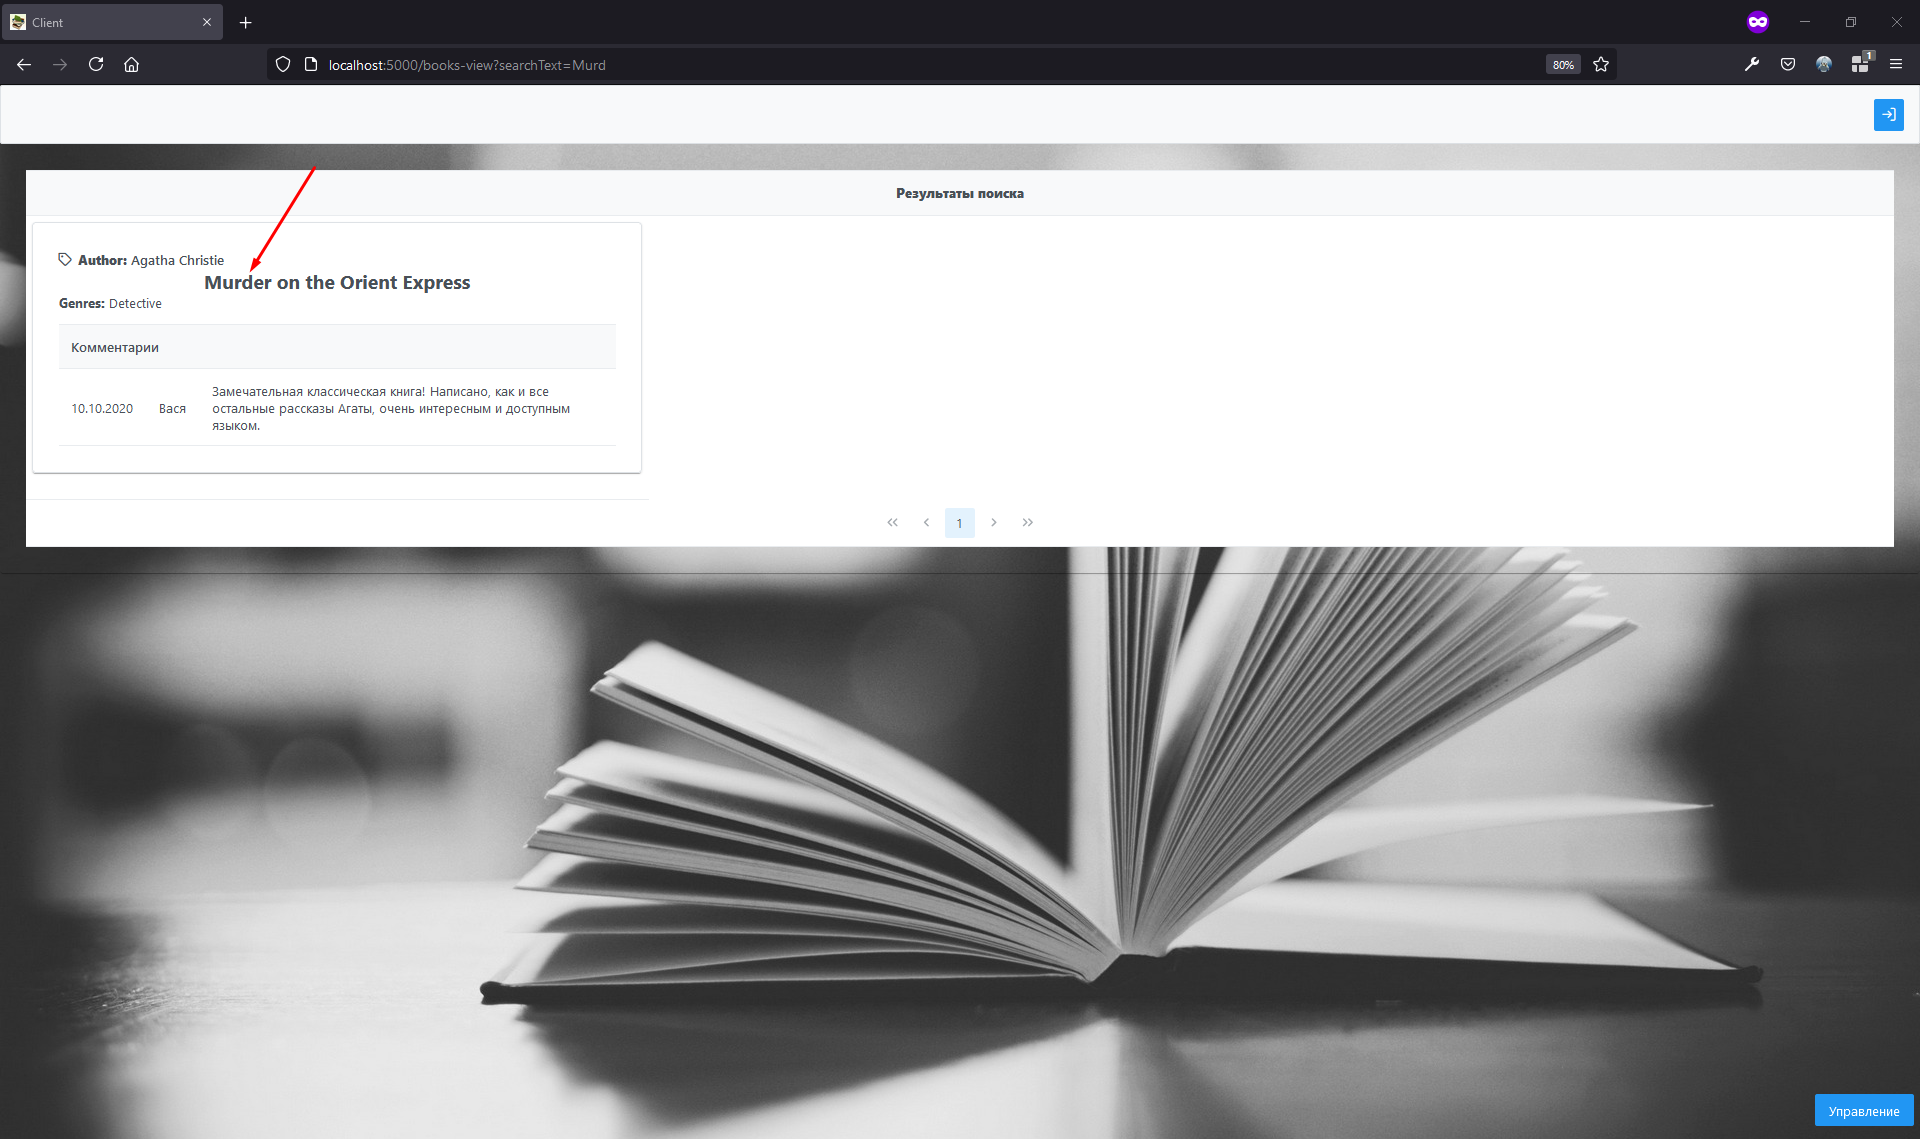 Client
localhost:5000/books-view?searchText=Murd
80%
1
Результаты поиска
Author: Agatha Christie
Murder on the Orient Express
Genres: Detective
Комментарии
10.10.2020 Вася Замечательная классическая книга! Написано, как и все
остальные рассказы Агаты, очень интересным и доступным
языком.
1
Управление